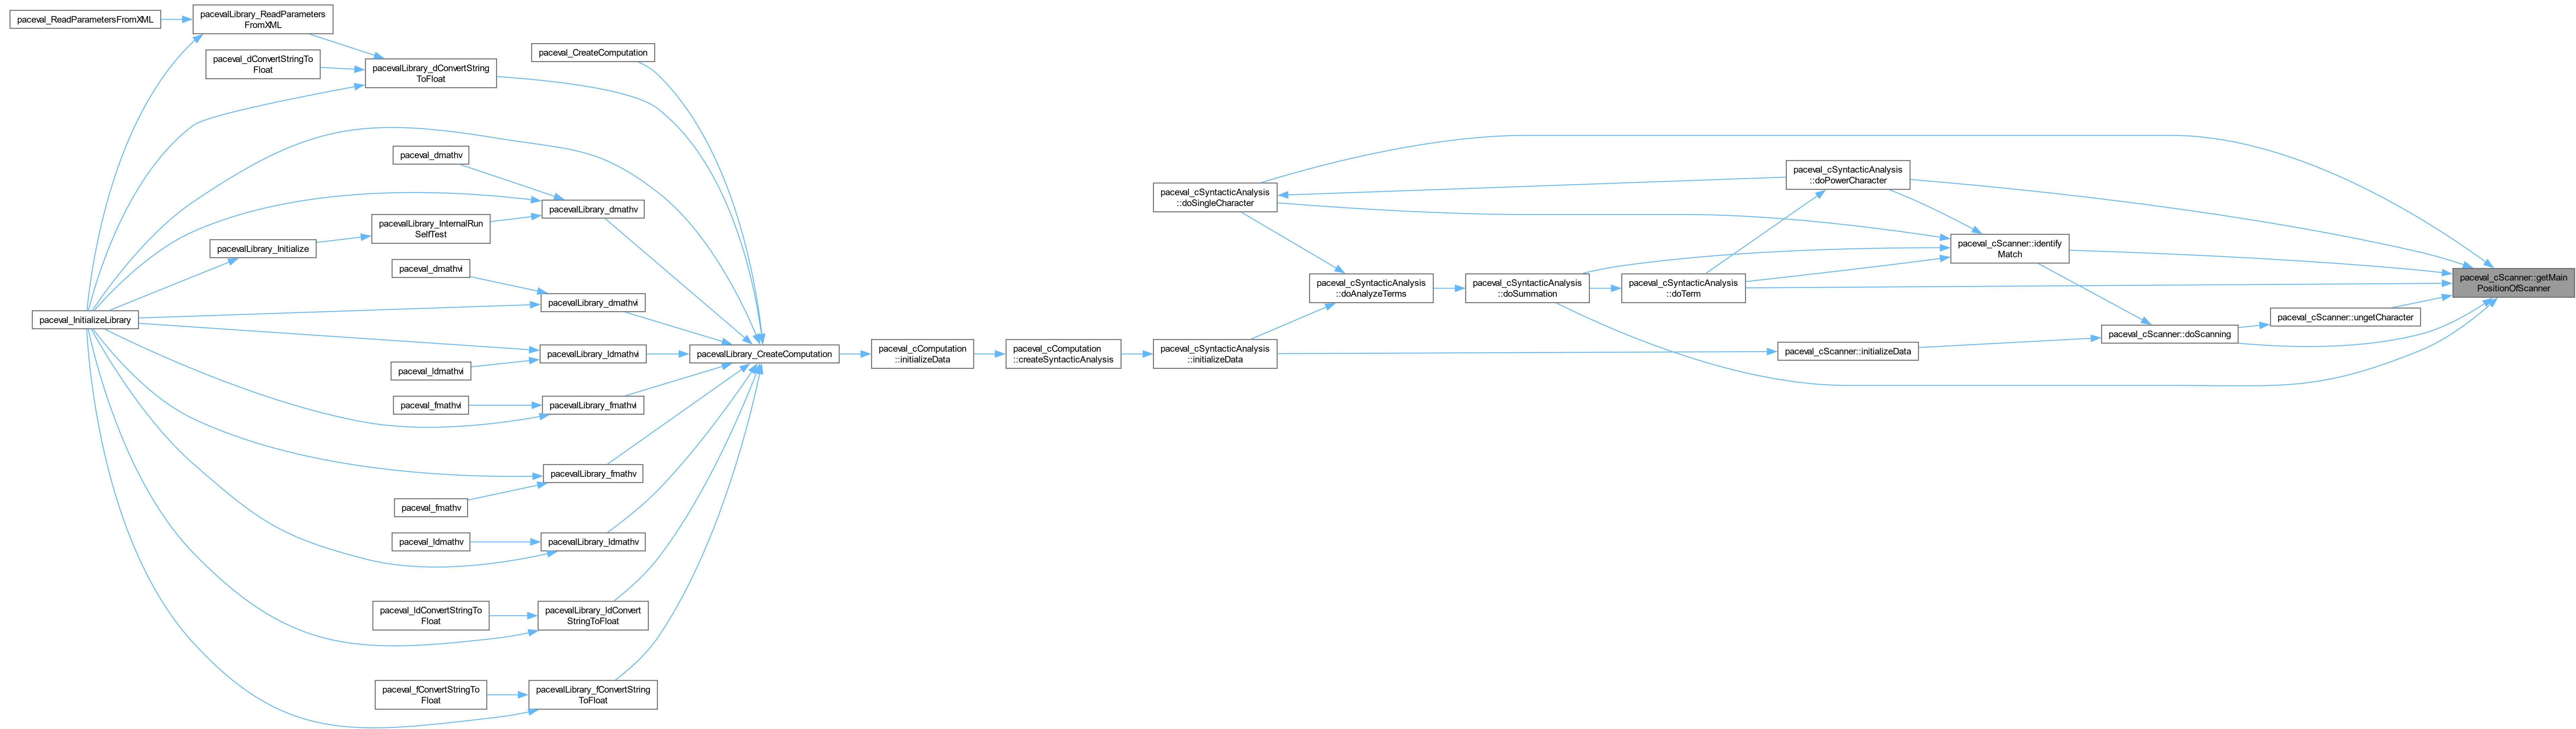 paceval_ReadParametersFromXML
pacevalLibrary_ReadParameters
FromXML
paceval_dConvertStringTo
Float
pacevalLibrary_dConvertString
ToFloat
paceval_CreateComputation
paceval_dmathv
pacevalLibrary_dmathv
pacevalLibrary_InternalRun
SelfTest
pacevalLibrary_Initialize
paceval_dmathvi
pacevalLibrary_dmathvi
paceval_InitializeLibrary
pacevalLibrary_ldmathvi
paceval_ldmathvi
pacevalLibrary_CreateComputation
paceval_fmathvi
pacevalLibrary_fmathvi
pacevalLibrary_fmathv
paceval_fmathv
paceval_ldmathv
pacevalLibrary_ldmathv
paceval_ldConvertStringTo
Float
pacevalLibrary_ldConvert
StringToFloat
paceval_fConvertStringTo
Float
pacevalLibrary_fConvertString
ToFloat
paceval_cComputation
::initializeData
paceval_cComputation
::createSyntacticAnalysis
paceval_cSyntacticAnalysis
::initializeData
paceval_cSyntacticAnalysis
::doSingleCharacter
paceval_cSyntacticAnalysis
::doAnalyzeTerms
paceval_cSyntacticAnalysis
::doSummation
paceval_cSyntacticAnalysis
::doTerm
paceval_cSyntacticAnalysis
::doPowerCharacter
paceval_cScanner::identify
Match
paceval_cScanner::initializeData
paceval_cScanner::doScanning
paceval_cScanner::ungetCharacter
paceval_cScanner::getMain
PositionOfScanner